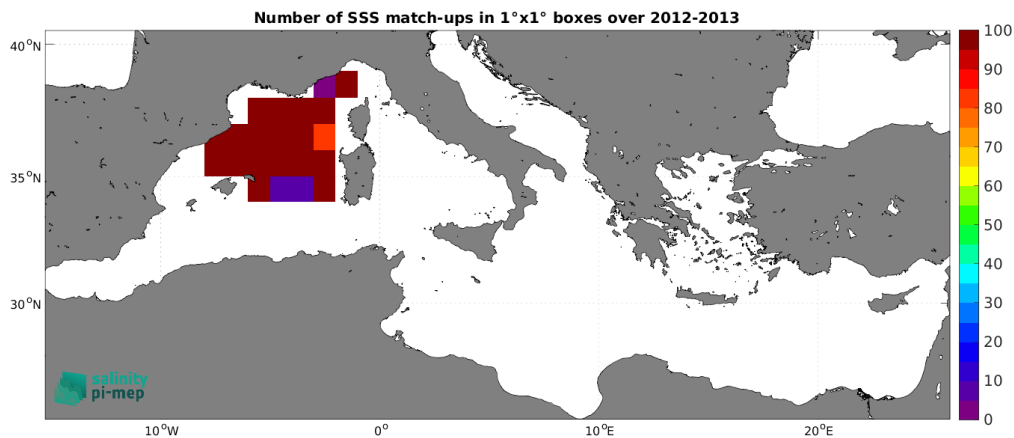 Number of SSS match-ups in 1°x1° boxes over 2012-2013
40°N
35°N
30°N
10°W
0°
10°E
20°E
100
90
80
70
60
50
40
30
20
10
0
salinity
pi-mep